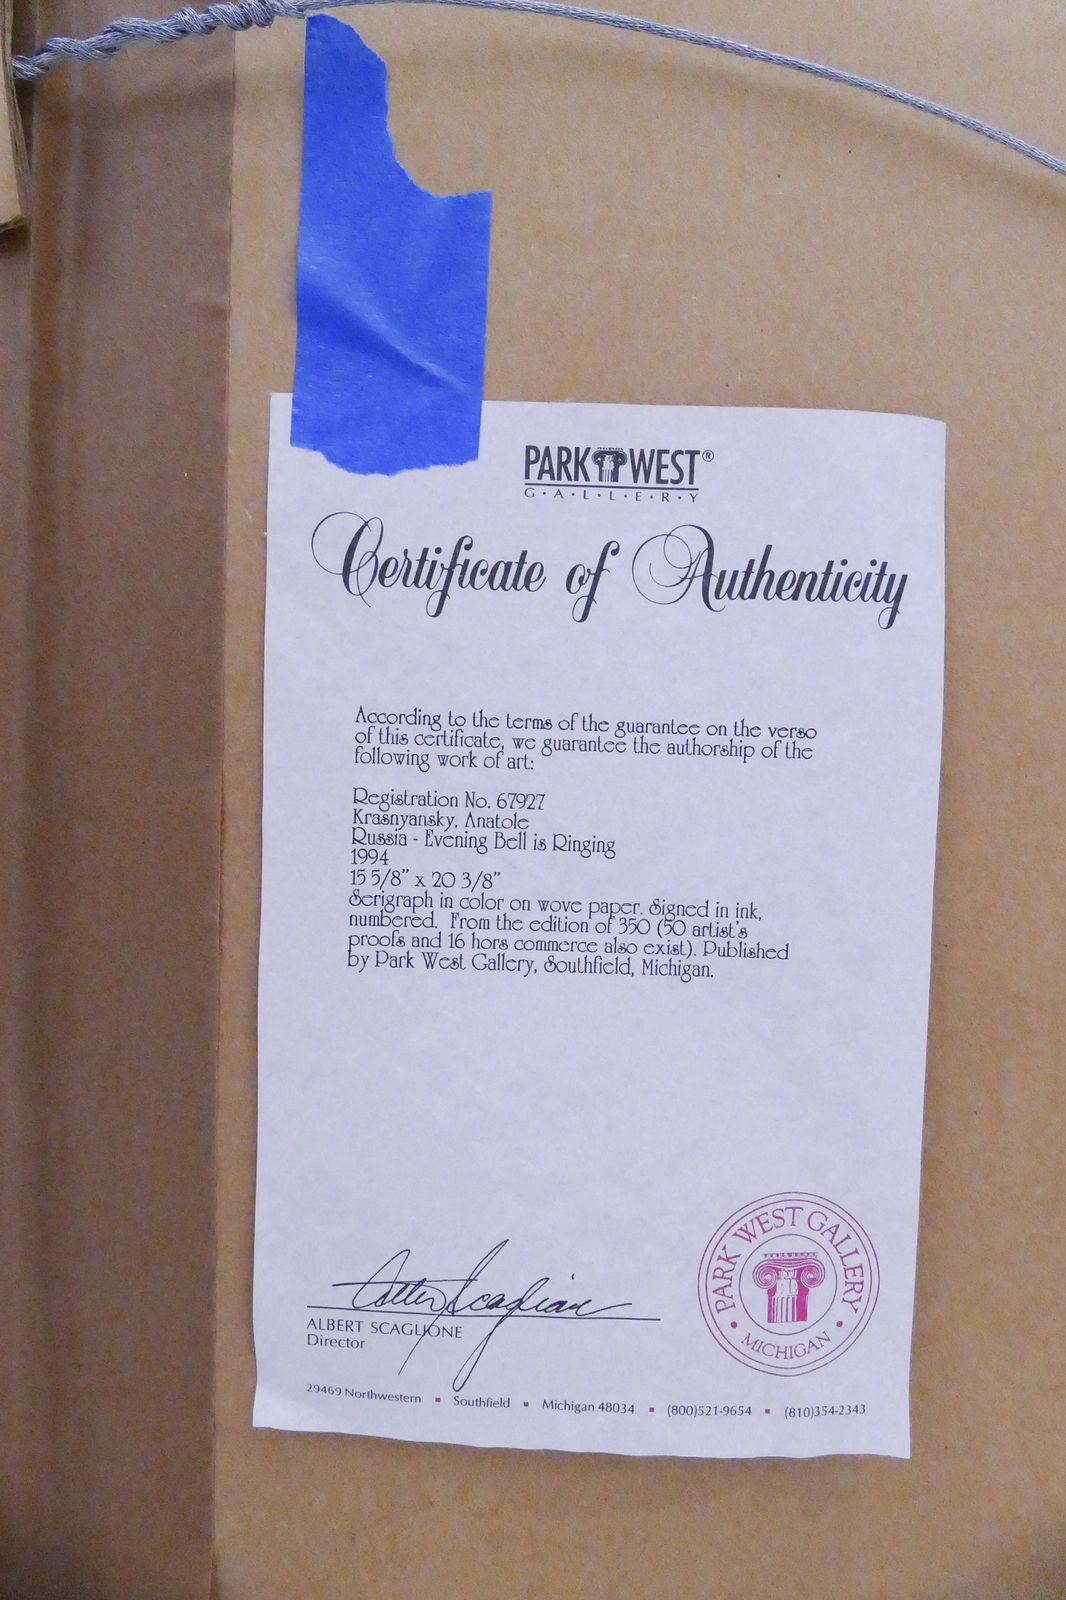 PARK WEST®
G·A·L·L·E·R·Y
Certificate of Authenticity
According to the terms of the guarantee on the verso
of this certificate, we guarantee the authorship of the
following work of art:
Registration No. 67927
Krasnyansky, Anatole
Russia - Evening Bell is Ringing
1994
15 5/8” x 20 3/8”
Serigraph in color on wove paper. Signed in ink,
numbered. From the edition of 350 (50 artist's
proofs and 16 hors commerce also exist). Published
by Park West Gallery, Southfield, Michigan.
Albert Scaglione
ALBERT SCAGLIONE
Director
PARK WEST GALLERY
• MICHIGAN •
29469 Northwestern ▪ Southfield ▪ Michigan 48034 ▪ (800)521-9654 ▪ (810)354-2343